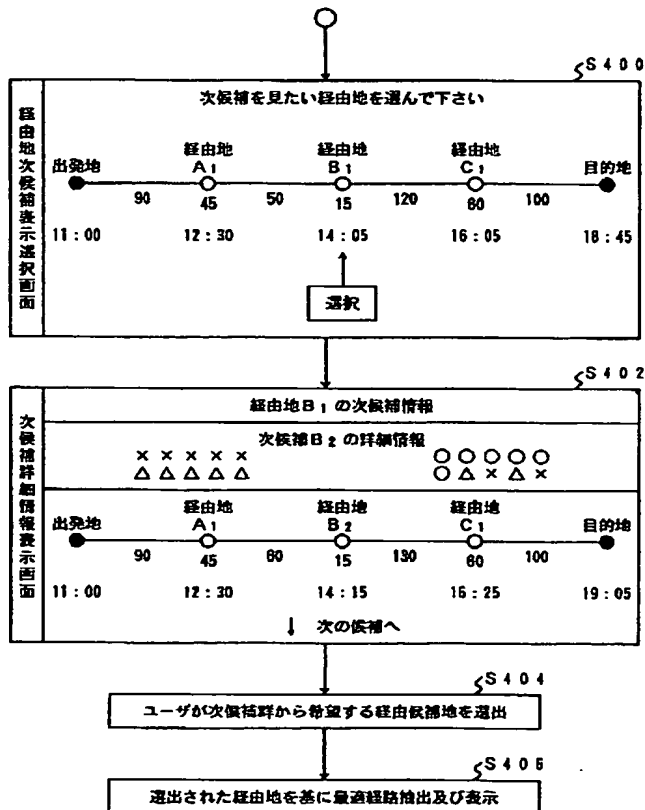 S400
経由地次候補表示選択画面
次候補を見たい経由地を選んで下さい
出発地 経由地 A1 経由地 B1 経由地 C1 目的地
90 45 50 15 120 60 100
11:00 12:30 14:05 16:05 18:45
選択
S402
次候補詳細情報表示画面
経由地B1の次候補情報
次候補B2の詳細情報
×××××　○○○○○
△△△△△　○△×△×
出発地 経由地 A1 経由地 B2 経由地 C1 目的地
90 45 60 15 130 60 100
11:00 12:30 14:15 16:25 19:05
↓ 次の候補へ
S404
ユーザが次候補群から希望する経由候補地を選出
S406
選出された経由地を基に最適経路抽出及び表示